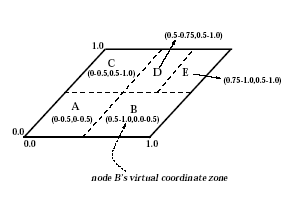 (0.5-0.75,0.5-1.0)
1.0
C
(0-0.5,0.5-1.0)
D
E
(0.75-1.0,0.5-1.0)
A
(0-0.5,0-0.5)
B
(0.5-1.0,0.0-0.5)
0.0
0.0
1.0
node B's virtual coordinate zone